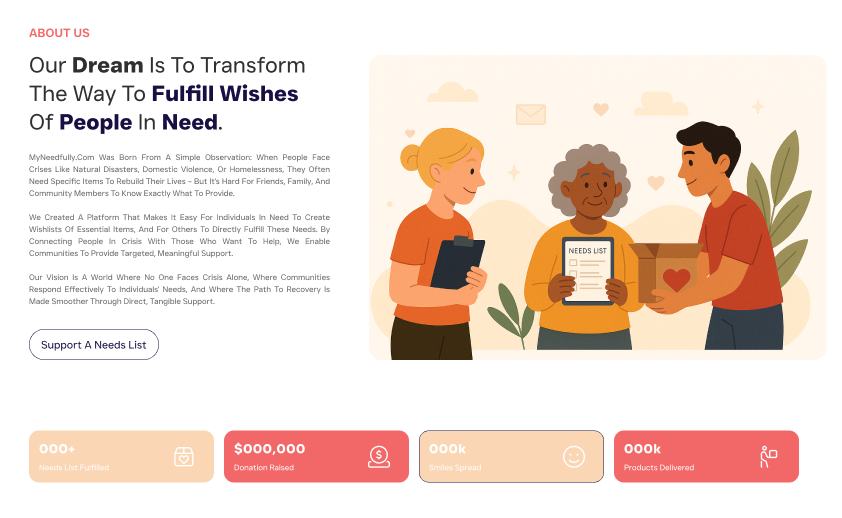 ABOUT US
Our Dream Is To Transform
The Way To Fulfill Wishes
Of People In Need.
MyNeedfully.Com Was Born From A Simple Observation: When People Face
Crises Like Natural Disasters, Domestic Violence, Or Homelessness, They Often
Need Specific Items To Rebuild Their Lives – But It's Hard For Friends, Family, And
Community Members To Know Exactly What To Provide.
We Created A Platform That Makes It Easy For Individuals In Need To Create
Wishlists Of Essential Items, And For Others To Directly Fulfill These Needs. By
Connecting People In Crisis With Those Who Want To Help, We Enable
Communities To Provide Targeted, Meaningful Support.
Our Vision Is A World Where No One Faces Crisis Alone, Where Communities
Respond Effectively To Individuals' Needs, And Where The Path To Recovery Is
Made Smoother Through Direct, Tangible Support.
Support A Needs List
NEEDS LIST
000+
Needs List Fulfilled
$000,000
Donation Raised
000k
Smiles Spread
000k
Products Delivered